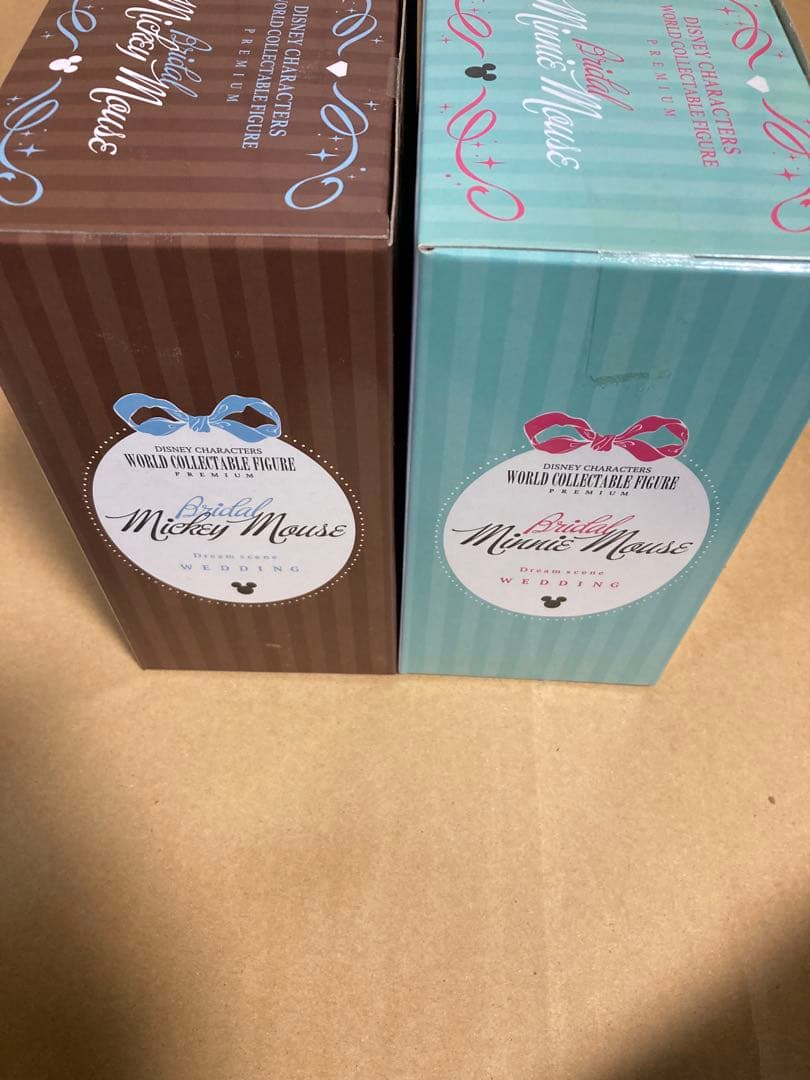 Bridal
Mickey Mouse
DISNEY CHARACTERS
WORLD COLLECTABLE FIGURE
PREMIUM
Bridal
Minnie Mouse
DISNEY CHARACTERS
WORLD COLLECTABLE FIGURE
PREMIUM
DISNEY CHARACTERS
WORLD COLLECTABLE FIGURE
PREMIUM
Bridal
Mickey Mouse
Dream scene
WEDDING
DISNEY CHARACTERS
WORLD COLLECTABLE FIGURE
PREMIUM
Bridal
Minnie Mouse
Dream scene
WEDDING